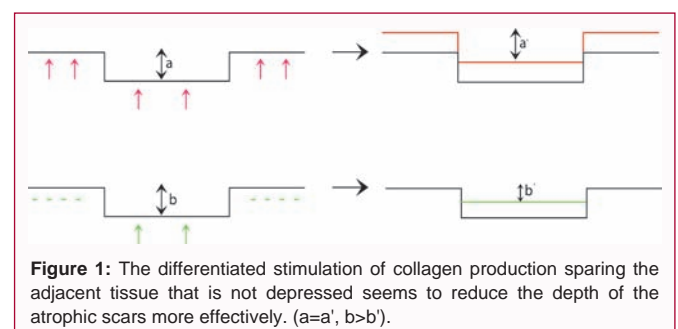 a
a'
b
b'
Figure 1: The differentiated stimulation of collagen production sparing the
adjacent tissue that is not depressed seems to reduce the depth of the
atrophic scars more effectively. (a=a', b>b').